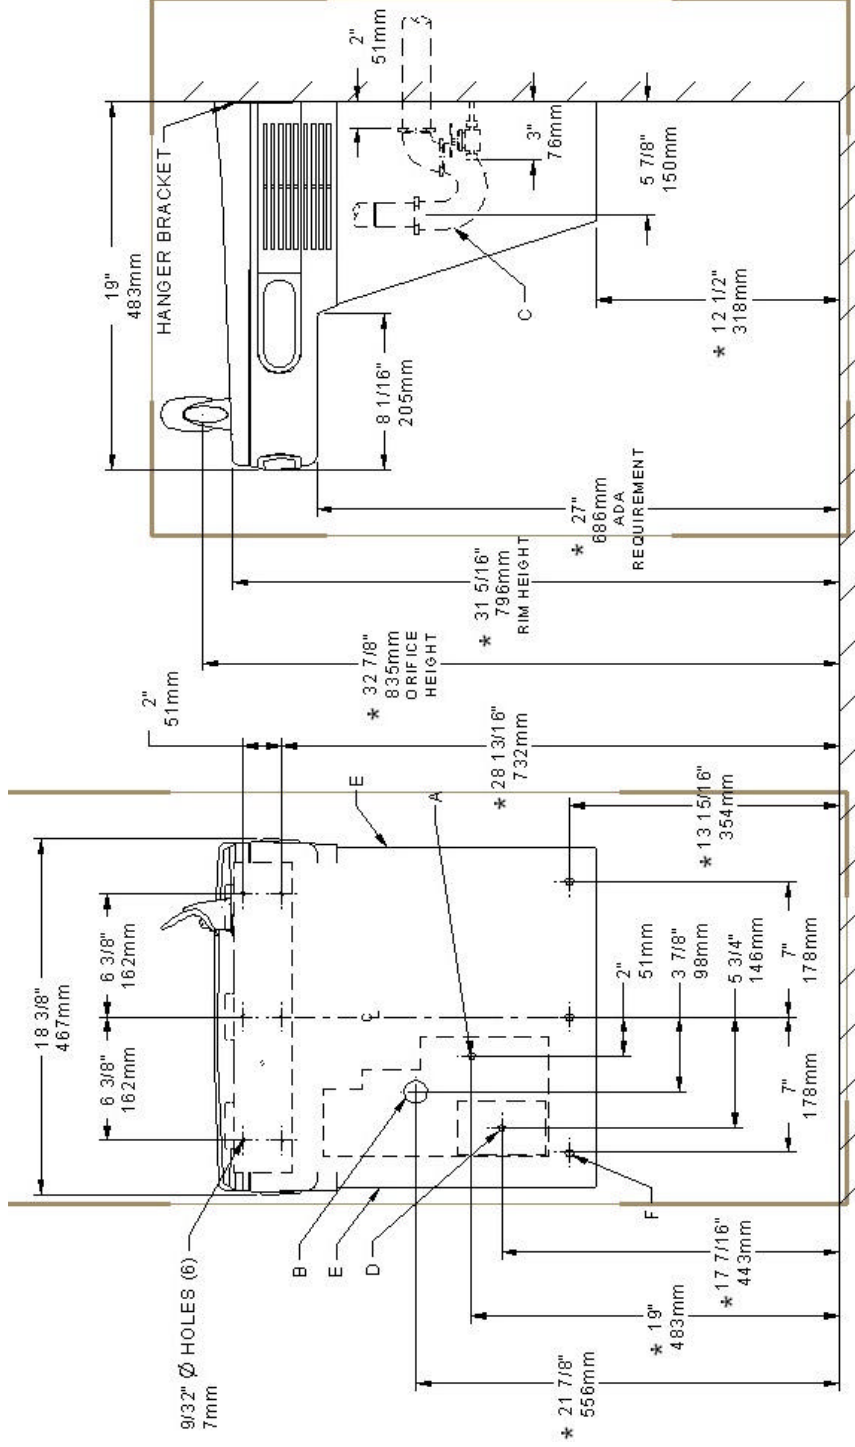 18 3/8"
467mm
6 3/8"
162mm
6 3/8"
162mm
9/32" Ø HOLES (6)
7mm
2"
51mm
* 28 13/16"
732mm
℄
B
E
D
E
A
F
2"
51mm
3 7/8"
98mm
5 3/4"
146mm
7"
178mm
7"
178mm
* 13 15/16"
354mm
* 17 7/16"
443mm
* 19"
483mm
* 21 7/8"
556mm
19"
483mm
HANGER BRACKET
2"
51mm
3"
76mm
5 7/8"
150mm
C
8 1/16"
205mm
* 12 1/2"
318mm
* 27"
686mm
ADA
REQUIREMENT
* 31 5/16"
796mm
RIM HEIGHT
* 32 7/8"
835mm
ORIFICE
HEIGHT